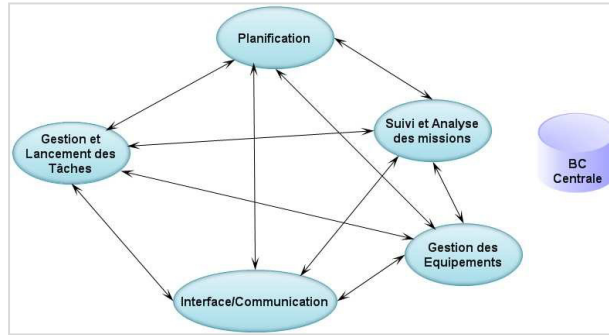 Planification
Suivi et Analyse
des missions
Gestion et
Lancement des
Tâches
BC
Centrale
Gestion des
Equipements
Interface/Communication